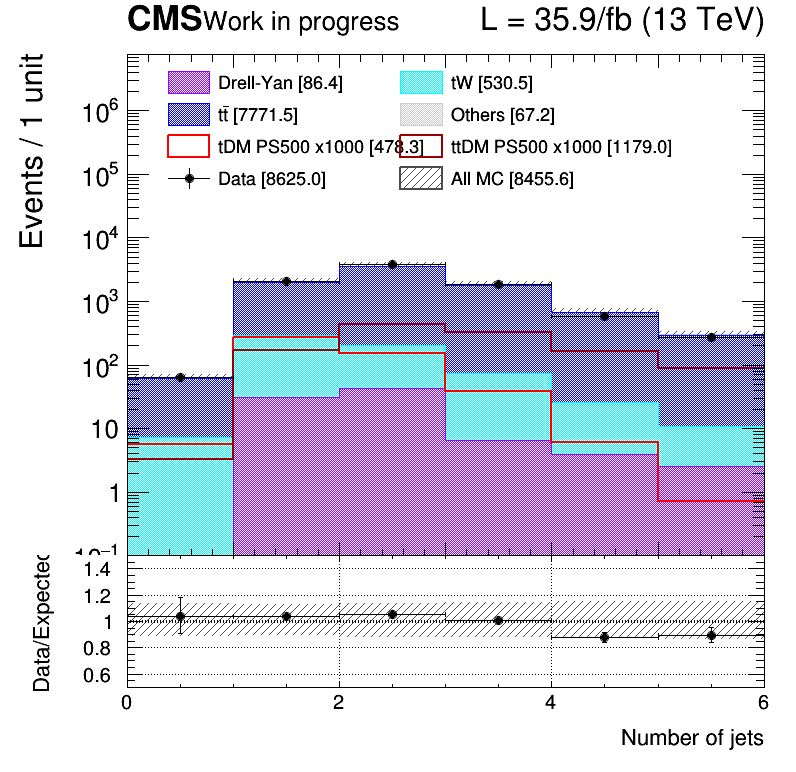 CMS Work in progress L = 35.9/fb (13 TeV)
Events / 1 unit
Drell-Yan [86.4] tW [530.5]
tt̄ [7771.5] Others [67.2]
tDM PS500 x1000 [478.3] ttDM PS500 x1000 [1179.0]
Data [8625.0] All MC [8455.6]
10⁶
10⁵
10⁴
10³
10²
10
1
10⁻¹
Data/Expected
1.4
1.2
1
0.8
0.6
0 2 4 6
Number of jets